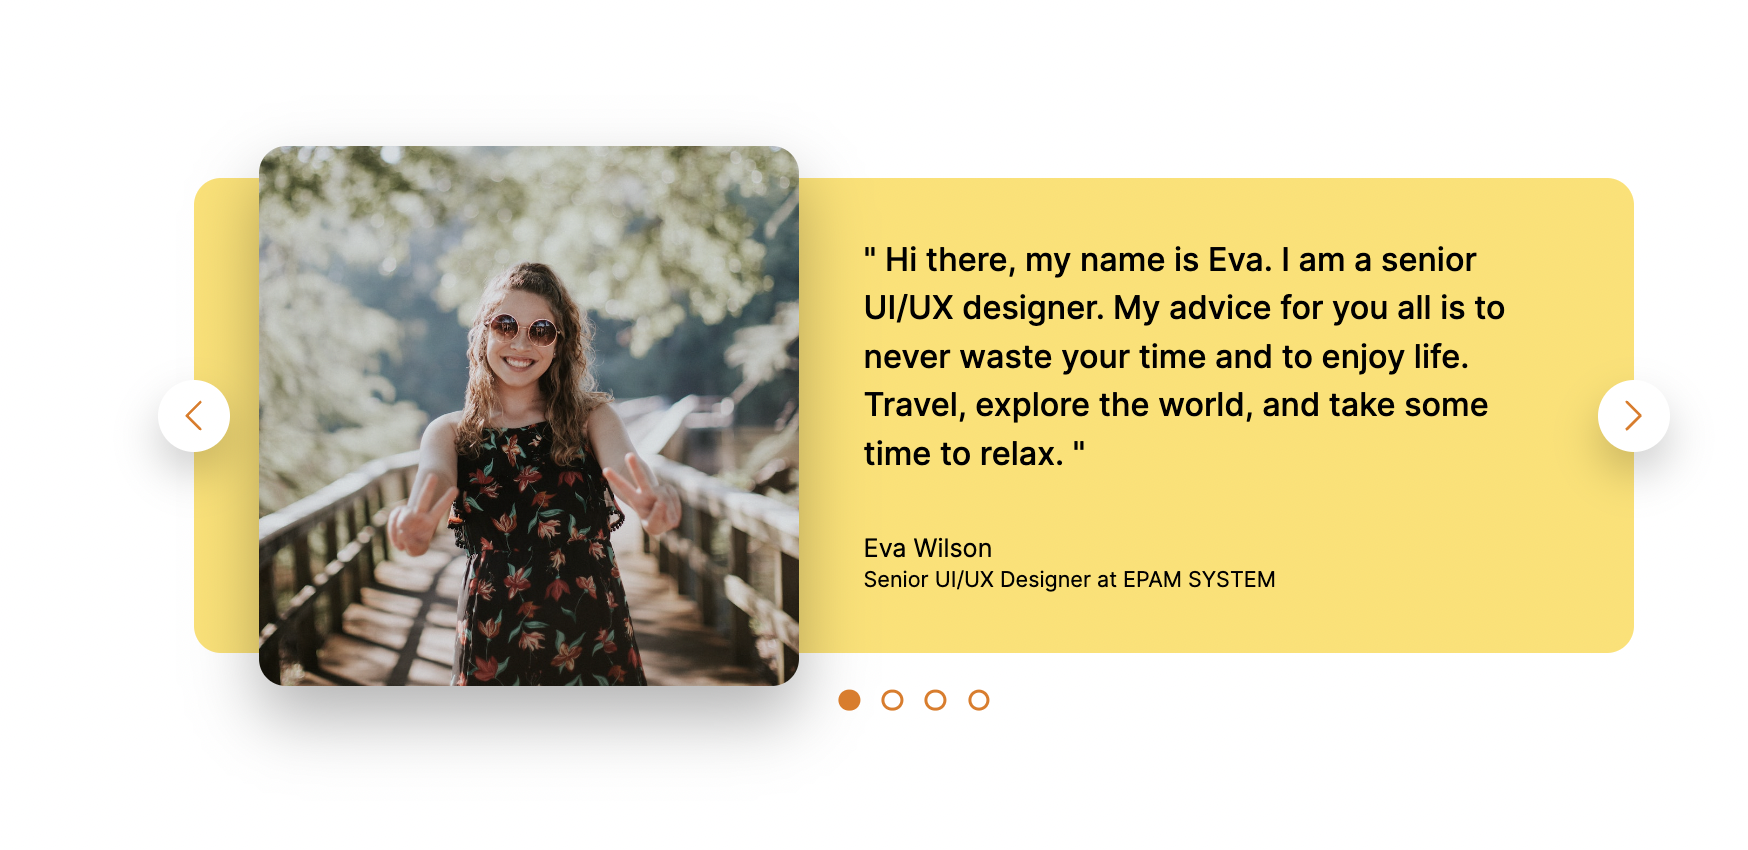 " Hi there, my name is Eva. I am a senior
UI/UX designer. My advice for you all is to
never waste your time and to enjoy life.
Travel, explore the world, and take some
time to relax. "
Eva Wilson
Senior UI/UX Designer at EPAM SYSTEM